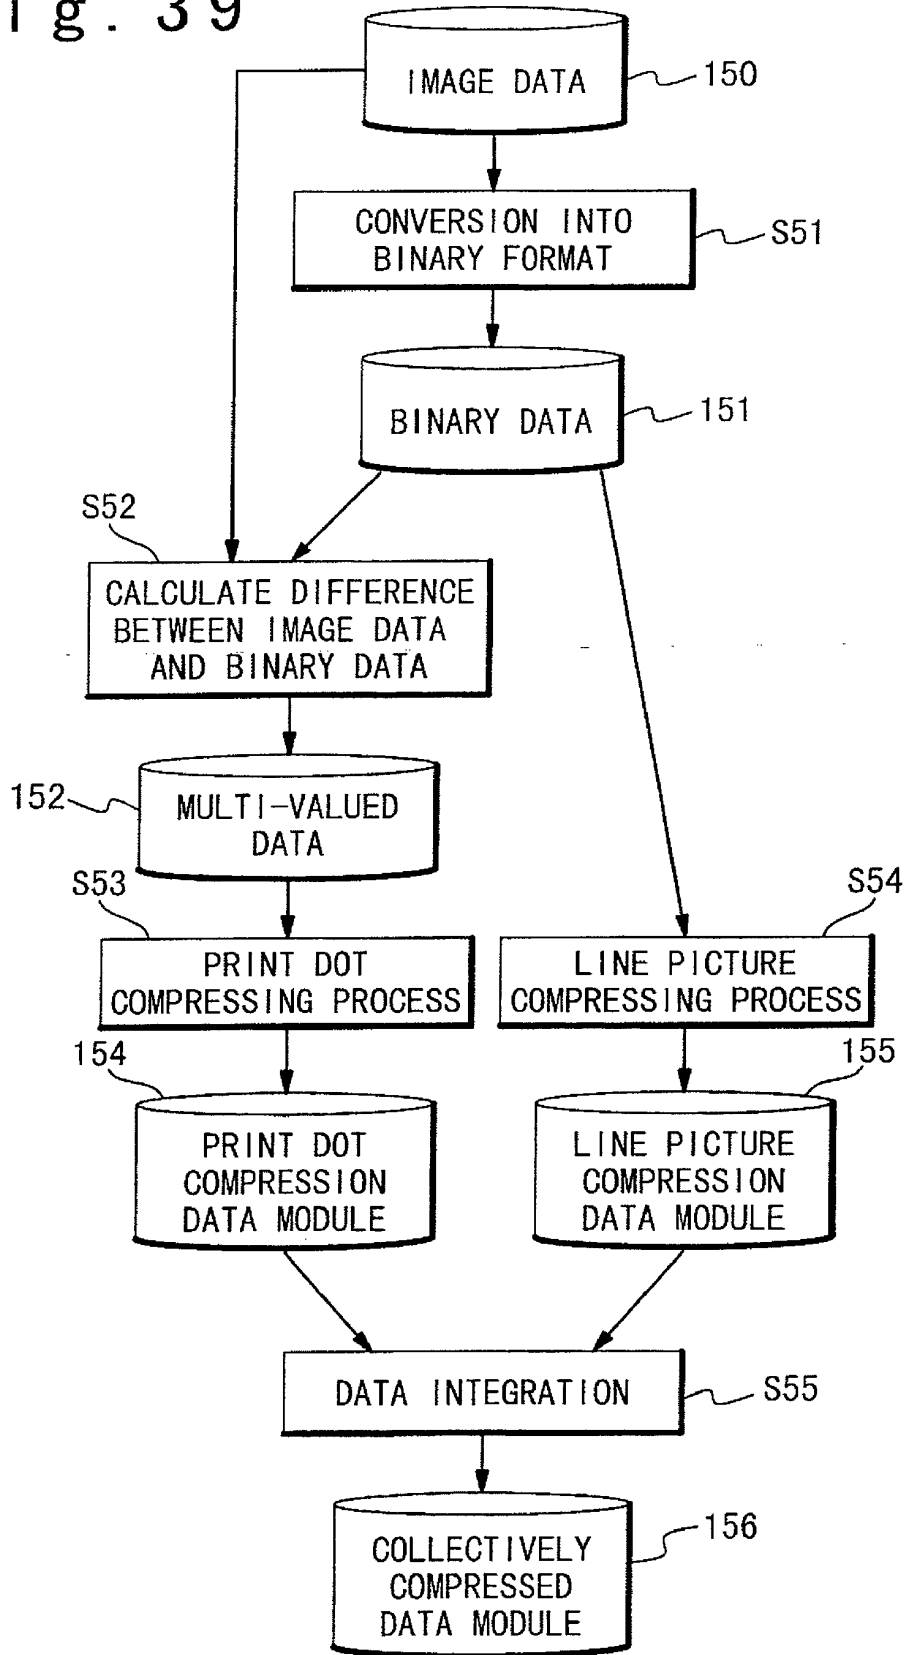 ig. 39
IMAGE DATA
150
CONVERSION INTO
BINARY FORMAT
S51
BINARY DATA
151
S52
CALCULATE DIFFERENCE
BETWEEN IMAGE DATA
AND BINARY DATA
152
MULTI-VALUED
DATA
S53
PRINT DOT
COMPRESSING PROCESS
S54
LINE PICTURE
COMPRESSING PROCESS
154
PRINT DOT
COMPRESSION
DATA MODULE
155
LINE PICTURE
COMPRESSION
DATA MODULE
DATA INTEGRATION
S55
COLLECTIVELY
COMPRESSED
DATA MODULE
156